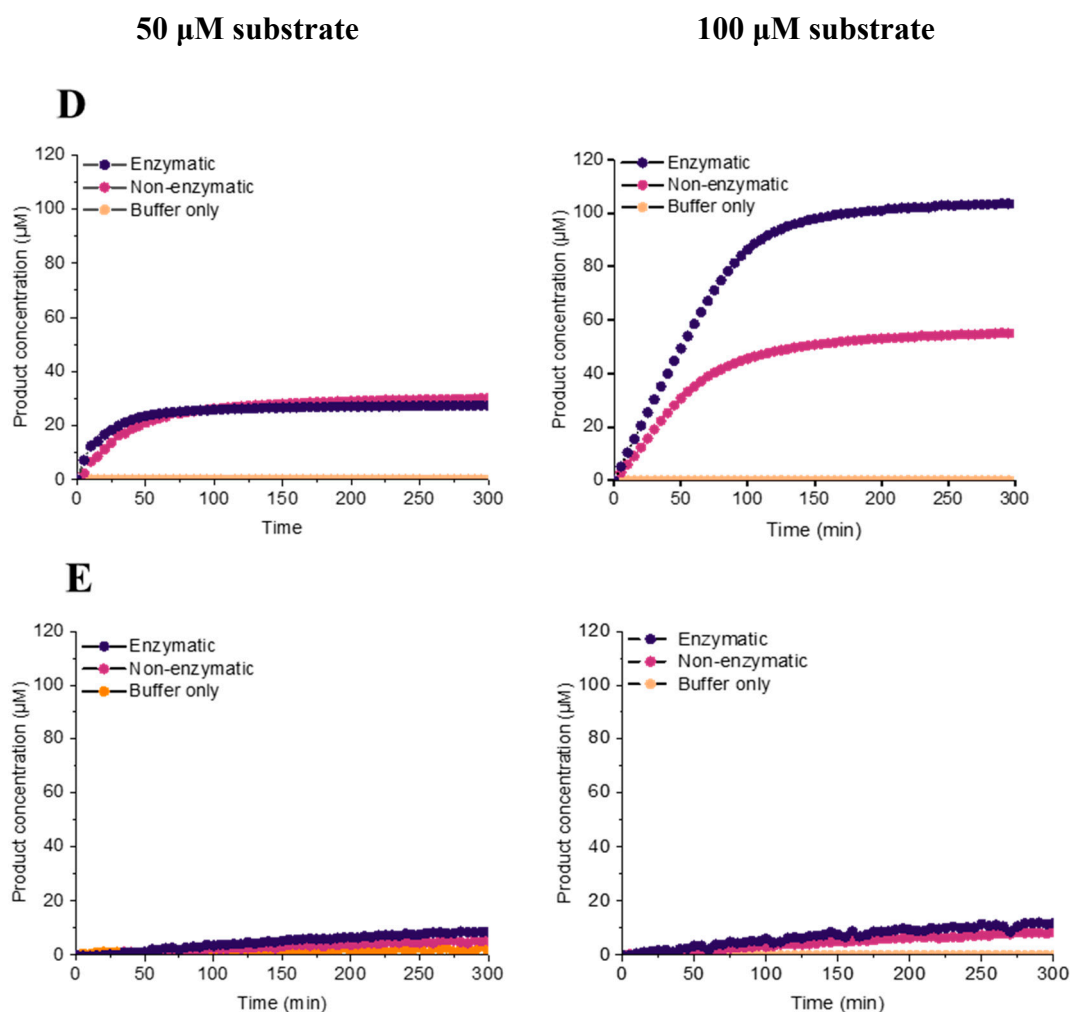 50 µM substrate
100 µM substrate
D
Enzymatic
Non-enzymatic
Buffer only
Product concentration (µM)
120
100
80
60
40
20
0
0 50 100 150 200 250 300
Time
Enzymatic
Non-enzymatic
Buffer only
Product concentration (µM)
120
100
80
60
40
20
0
0 50 100 150 200 250 300
Time (min)
E
Enzymatic
Non-enzymatic
Buffer only
Product concentration (µM)
120
100
80
60
40
20
0
0 50 100 150 200 250 300
Time (min)
Enzymatic
Non-enzymatic
Buffer only
Product concentration (µM)
120
100
80
60
40
20
0
0 50 100 150 200 250 300
Time (min)